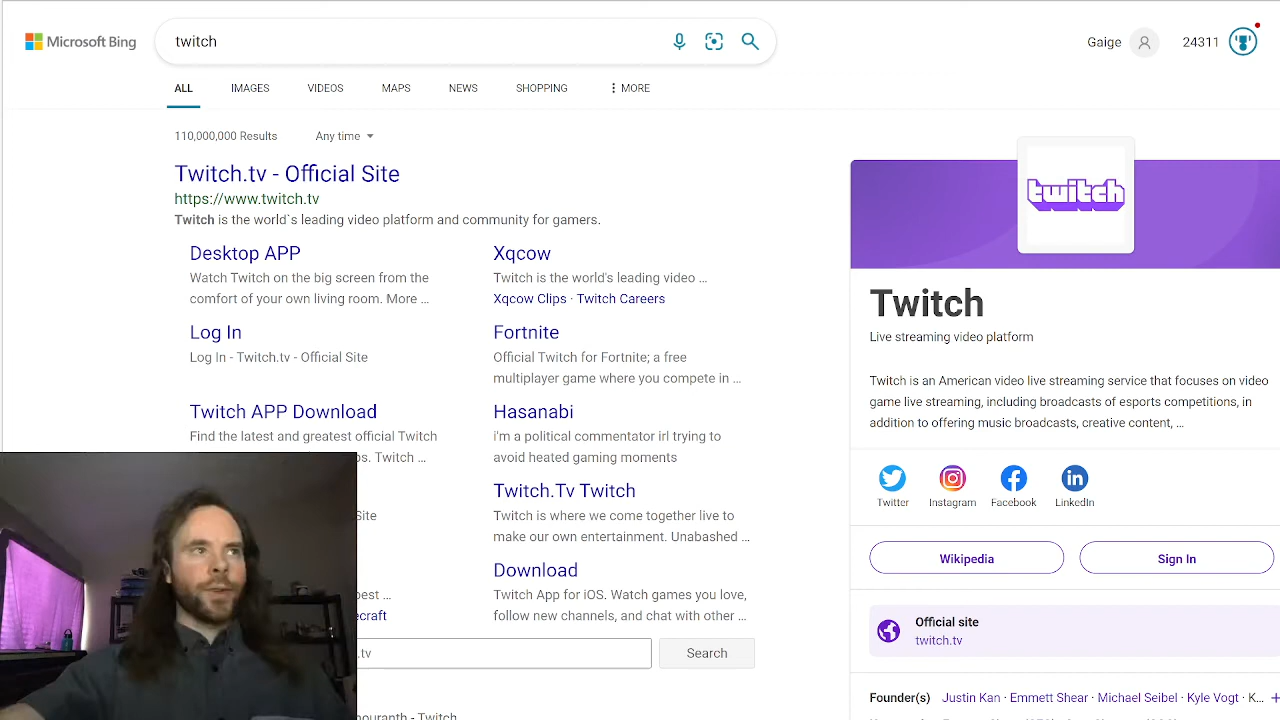 Microsoft Bing
twitch
Gaige
24311
ALL
IMAGES
VIDEOS
MAPS
NEWS
SHOPPING
MORE
110,000,000 Results
Any time
Twitch.tv - Official Site
https://www.twitch.tv
Twitch is the world`s leading video platform and community for gamers.
Desktop APP
Watch Twitch on the big screen from the
comfort of your own living room. More ...
Log In
Log In - Twitch.tv - Official Site
Twitch APP Download
Find the latest and greatest official Twitch
ps. Twitch ...
Site
pest ...
ecraft
Xqcow
Twitch is the world's leading video ...
Xqcow Clips · Twitch Careers
Fortnite
Official Twitch for Fortnite; a free
multiplayer game where you compete in ...
Hasanabi
i'm a political commentator irl trying to
avoid heated gaming moments
Twitch.Tv Twitch
Twitch is where we come together live to
make our own entertainment. Unabashed ...
Download
Twitch App for iOS. Watch games you love,
follow new channels, and chat with other ...
.tv
Search
pouranth - Twitch
twitch
Twitch
Live streaming video platform
Twitch is an American video live streaming service that focuses on video
game live streaming, including broadcasts of esports competitions, in
addition to offering music broadcasts, creative content, ...
Twitter
Instagram
Facebook
LinkedIn
Wikipedia
Sign In
Official site
twitch.tv
Founder(s) Justin Kan · Emmett Shear · Michael Seibel · Kyle Vogt · K... +